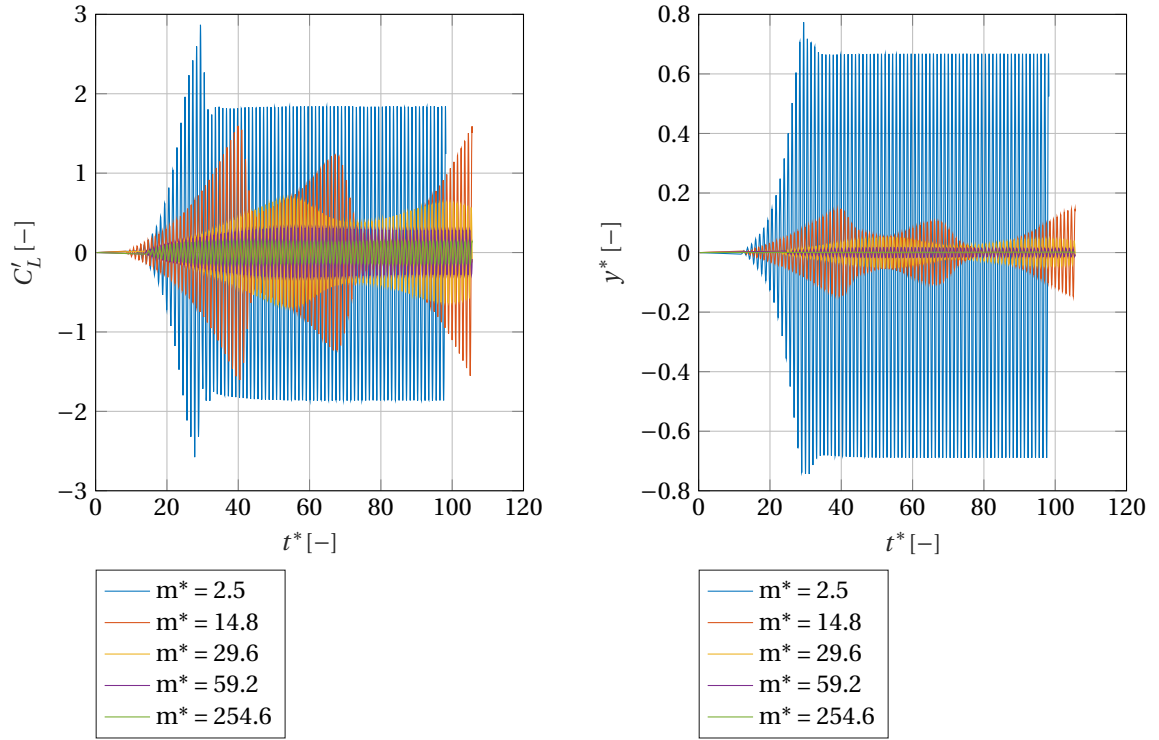 3
2
1
0
−1
−2
−3
0 20 40 60 80 100 120
C′L [−]
t* [−]
m* = 2.5
m* = 14.8
m* = 29.6
m* = 59.2
m* = 254.6
0.8
0.6
0.4
0.2
0
−0.2
−0.4
−0.6
−0.8
0 20 40 60 80 100 120
y* [−]
t* [−]
m* = 2.5
m* = 14.8
m* = 29.6
m* = 59.2
m* = 254.6